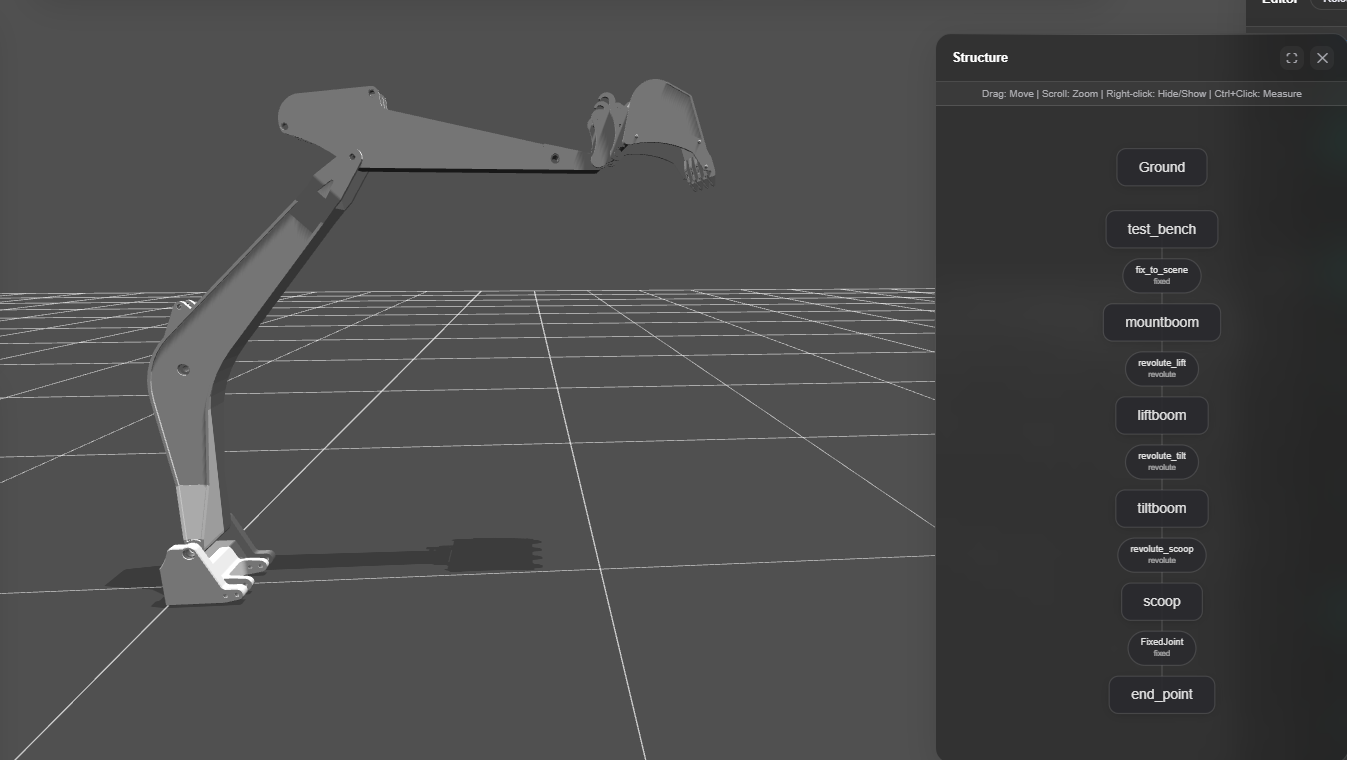 Structure
Drag: Move | Scroll: Zoom | Right-click: Hide/Show | Ctrl+Click: Measure
Ground
test_bench
fix_to_scene
fixed
mountboom
revolute_lift
revolute
liftboom
revolute_tilt
revolute
tiltboom
revolute_scoop
revolute
scoop
FixedJoint
fixed
end_point